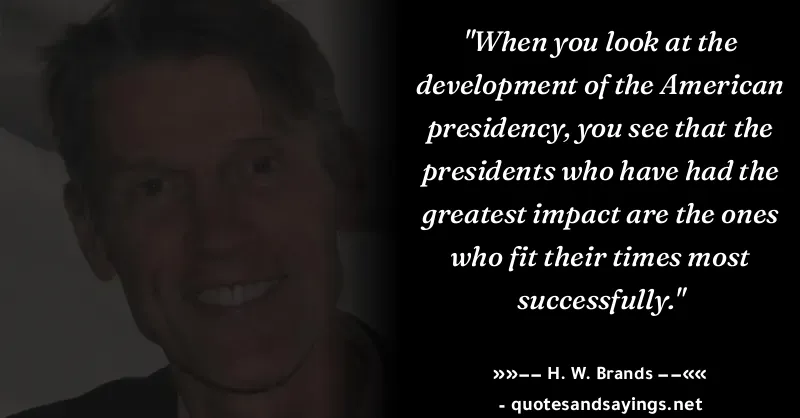 "When you look at the
development of the American
presidency, you see that the
presidents who have had the
greatest impact are the ones
who fit their times most
successfully."
»»−− H. W. Brands −−««
- quotesandsayings.net